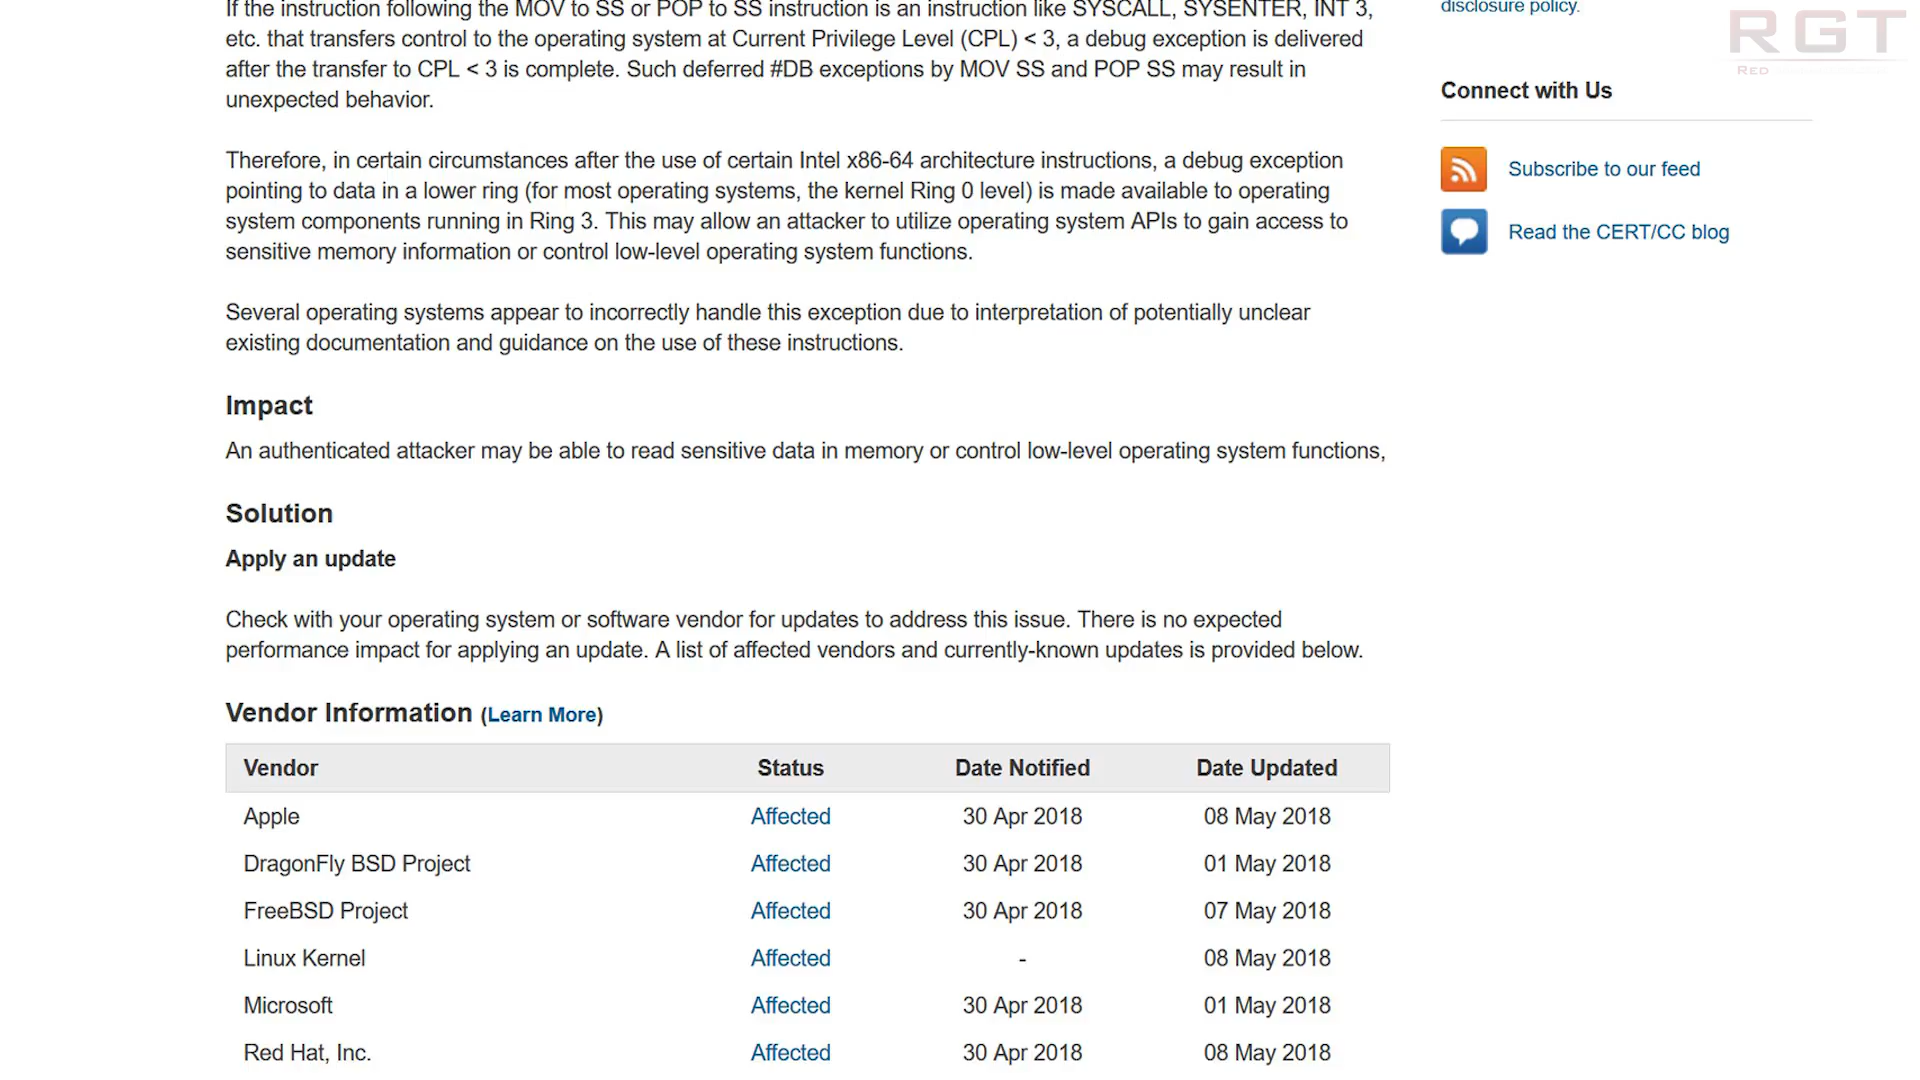 If the instruction following the MOV to SS or POP to SS instruction is an instruction like SYSCALL, SYSENTER, INT 3,
etc. that transfers control to the operating system at Current Privilege Level (CPL) < 3, a debug exception is delivered
after the transfer to CPL < 3 is complete. Such deferred #DB exceptions by MOV SS and POP SS may result in
unexpected behavior.
Therefore, in certain circumstances after the use of certain Intel x86-64 architecture instructions, a debug exception
pointing to data in a lower ring (for most operating systems, the kernel Ring 0 level) is made available to operating
system components running in Ring 3. This may allow an attacker to utilize operating system APIs to gain access to
sensitive memory information or control low-level operating system functions.
Several operating systems appear to incorrectly handle this exception due to interpretation of potentially unclear
existing documentation and guidance on the use of these instructions.
Impact
An authenticated attacker may be able to read sensitive data in memory or control low-level operating system functions,
Solution
Apply an update
Check with your operating system or software vendor for updates to address this issue. There is no expected
performance impact for applying an update. A list of affected vendors and currently-known updates is provided below.
Vendor Information (Learn More)
Vendor Status Date Notified Date Updated
Apple Affected 30 Apr 2018 08 May 2018
DragonFly BSD Project Affected 30 Apr 2018 01 May 2018
FreeBSD Project Affected 30 Apr 2018 07 May 2018
Linux Kernel Affected - 08 May 2018
Microsoft Affected 30 Apr 2018 01 May 2018
Red Hat, Inc. Affected 30 Apr 2018 08 May 2018
disclosure policy.
RGT
RED
Connect with Us
Subscribe to our feed
Read the CERT/CC blog